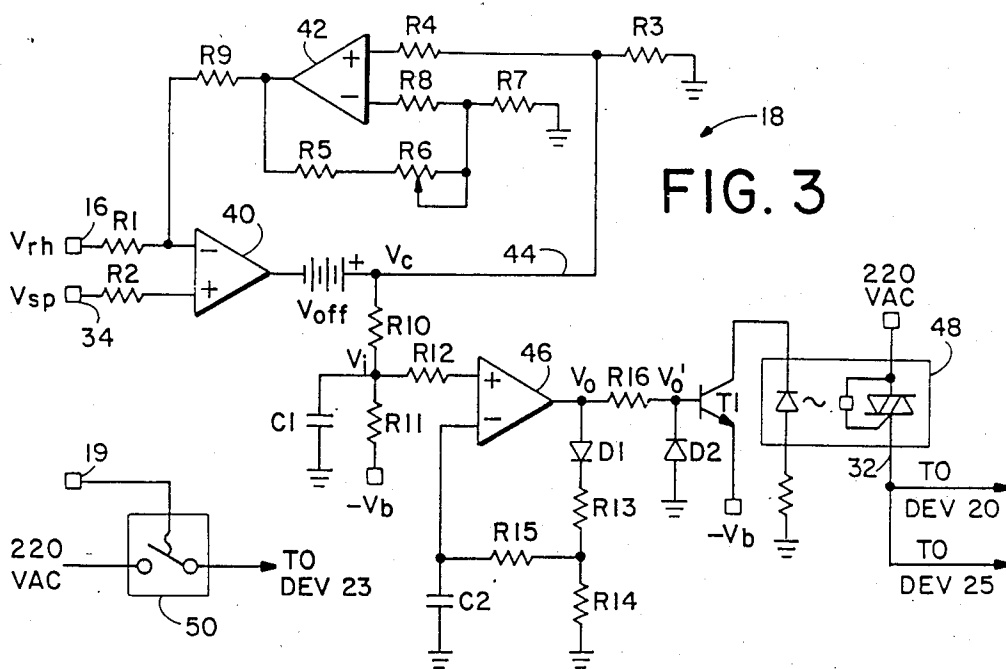 42
R9
R4
R3
R8
R7
R5
R6
18
FIG. 3
16
Vrh
R1
40
Vsp
R2
34
+
Voff
Vc
44
220
VAC
48
R10
Vi
R12
46
Vo
R16
Vo'
T1
~
C1
R11
-Vb
D1
D2
-Vb
32
TO
DEV 20
TO
DEV 25
19
220
VAC
TO
DEV 23
50
R13
R15
R14
C2